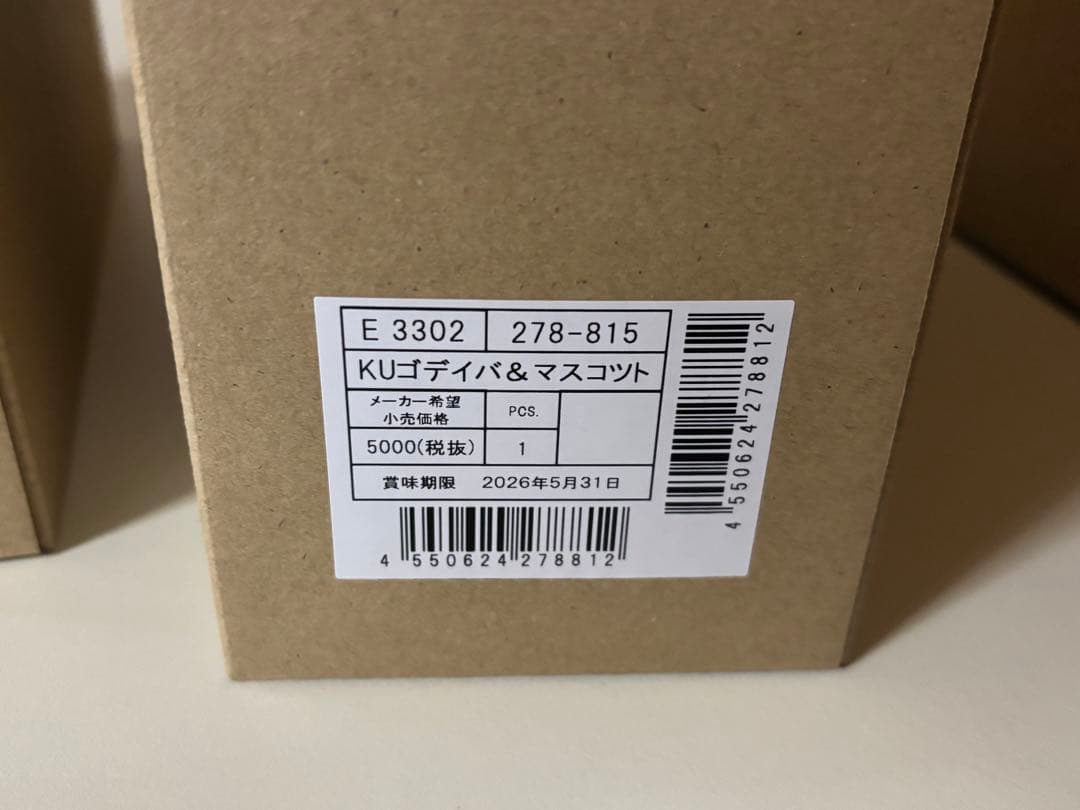 E 3302 278-815
KUゴデイバ&マスコツト
メーカー希望
小売価格
PCS.
5000(税抜) 1
賞味期限 2026年5月31日
4 550624 278812
4 550624 278812